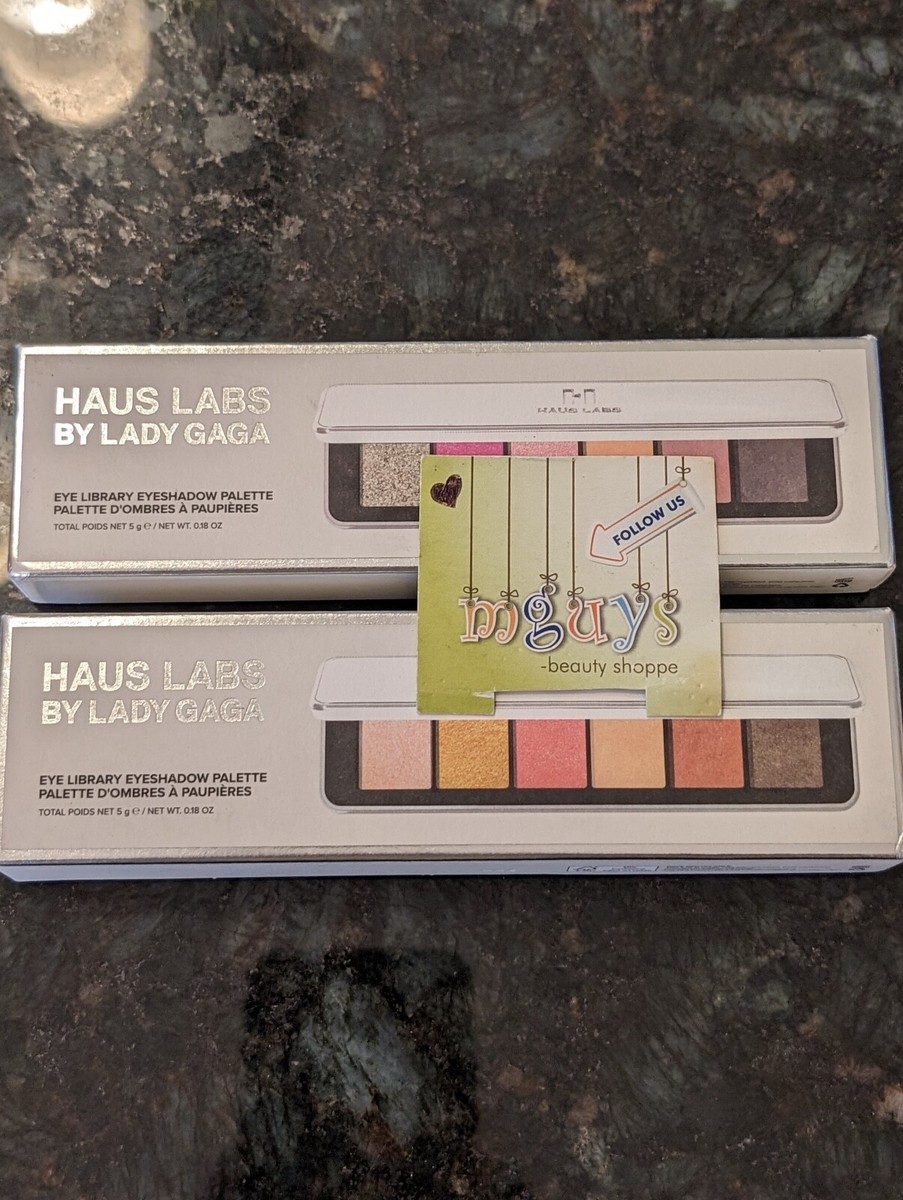 HAUS LABS
BY LADY GAGA
EYE LIBRARY EYESHADOW PALETTE
PALETTE D'OMBRES À PAUPIÈRES
TOTAL POIDS NET 5 g ℮ / NET WT. 0.18 OZ
HAUS LABS
FOLLOW US
mguys
-beauty shoppe
HAUS LABS
BY LADY GAGA
EYE LIBRARY EYESHADOW PALETTE
PALETTE D'OMBRES À PAUPIÈRES
TOTAL POIDS NET 5 g ℮ / NET WT. 0.18 OZ